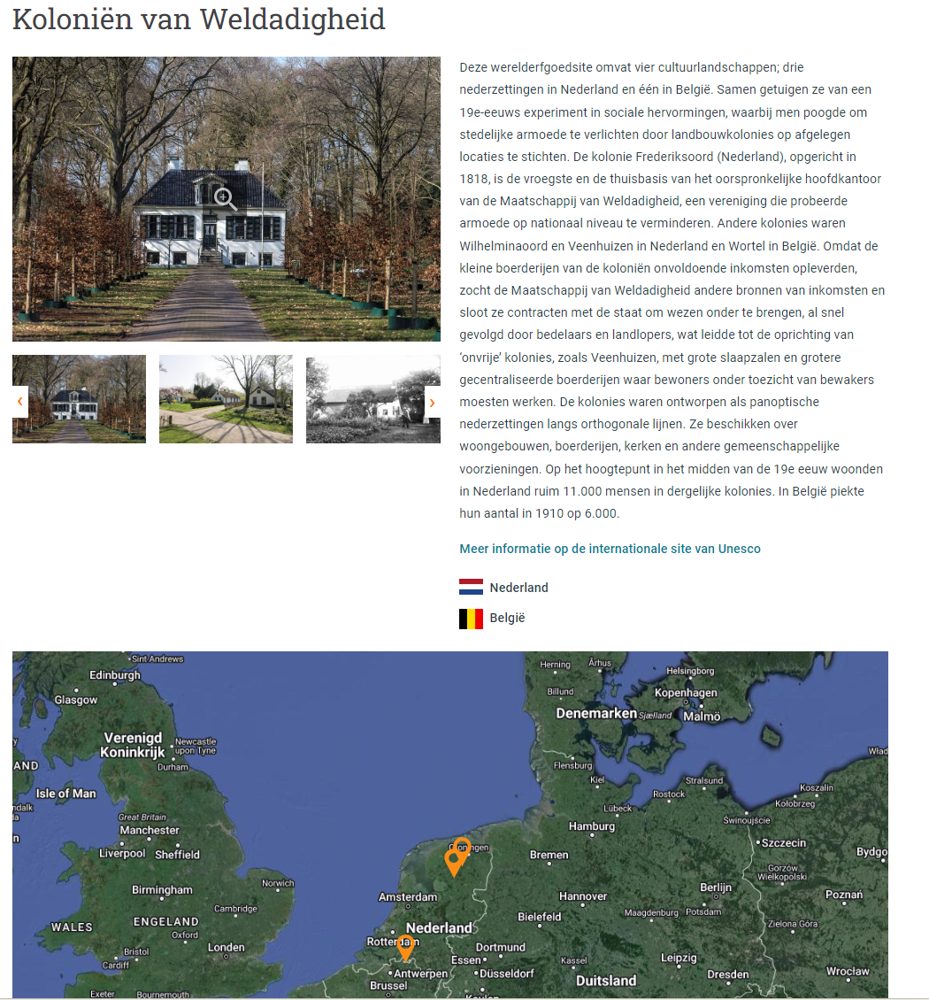 Koloniën van Weldadigheid
Deze werelderfgoedsite omvat vier cultuurlandschappen; drie
nederzettingen in Nederland en één in België. Samen getuigen ze van een
19e-eeuws experiment in sociale hervormingen, waarbij men poogde om
stedelijke armoede te verlichten door landbouwkolonies op afgelegen
locaties te stichten. De kolonie Frederiksoord (Nederland), opgericht in
1818, is de vroegste en de thuisbasis van het oorspronkelijke hoofdkantoor
van de Maatschappij van Weldadigheid, een vereniging die probeerde
armoede op nationaal niveau te verminderen. Andere kolonies waren
Wilhelminaoord en Veenhuizen in Nederland en Wortel in België. Omdat de
kleine boerderijen van de koloniën onvoldoende inkomsten opleverden,
zocht de Maatschappij van Weldadigheid andere bronnen van inkomsten en
sloot ze contracten met de staat om wezen onder te brengen, al snel
gevolgd door bedelaars en landlopers, wat leidde tot de oprichting van
‘onvrije’ kolonies, zoals Veenhuizen, met grote slaapzalen en grotere
gecentraliseerde boerderijen waar bewoners onder toezicht van bewakers
moesten werken. De kolonies waren ontworpen als panoptische
nederzettingen langs orthogonale lijnen. Ze beschikken over
woongebouwen, boerderijen, kerken en andere gemeenschappelijke
voorzieningen. Op het hoogtepunt in het midden van de 19e eeuw woonden
in Nederland ruim 11.000 mensen in dergelijke kolonies. In België piekte
hun aantal in 1910 op 6.000.
Meer informatie op de internationale site van Unesco
Nederland
België
Sint Andrews
Herning
Århus
Helsingborg
Edinburgh
Glasgow
Billund
Kopenhagen
Denemarken
Sjælland
Malmö
Verenigd
Koninkrijk
Newcastle
upon Tyne
Durham
AND
Flensburg
Kiel
Stralsund
Rostock
Koszalin
Kołobrzeg
Isle of Man
ndalk
Great Britain
Manchester
Lübeck
Hamburg
Świnoujście
Liverpool
Sheffield
Szczecin
Bremen
Bydgo
Gorzów
Wielkopolski
Norwich
Birmingham
Amsterdam
Hannover
Berlijn
Poznań
Cambridge
Maagdenburg
Potsdam
WALES
ENGELAND
Oxford
Nederland
Bielefeld
Zielona Góra
Rotterdam
Londen
Bristol
Cardiff
Dortmund
Essen
Kassel
Leipzig
Antwerpen
Düsseldorf
Dresden
Wrocław
Brussel
Duitsland
Exeter
Bournemouth
Keulen